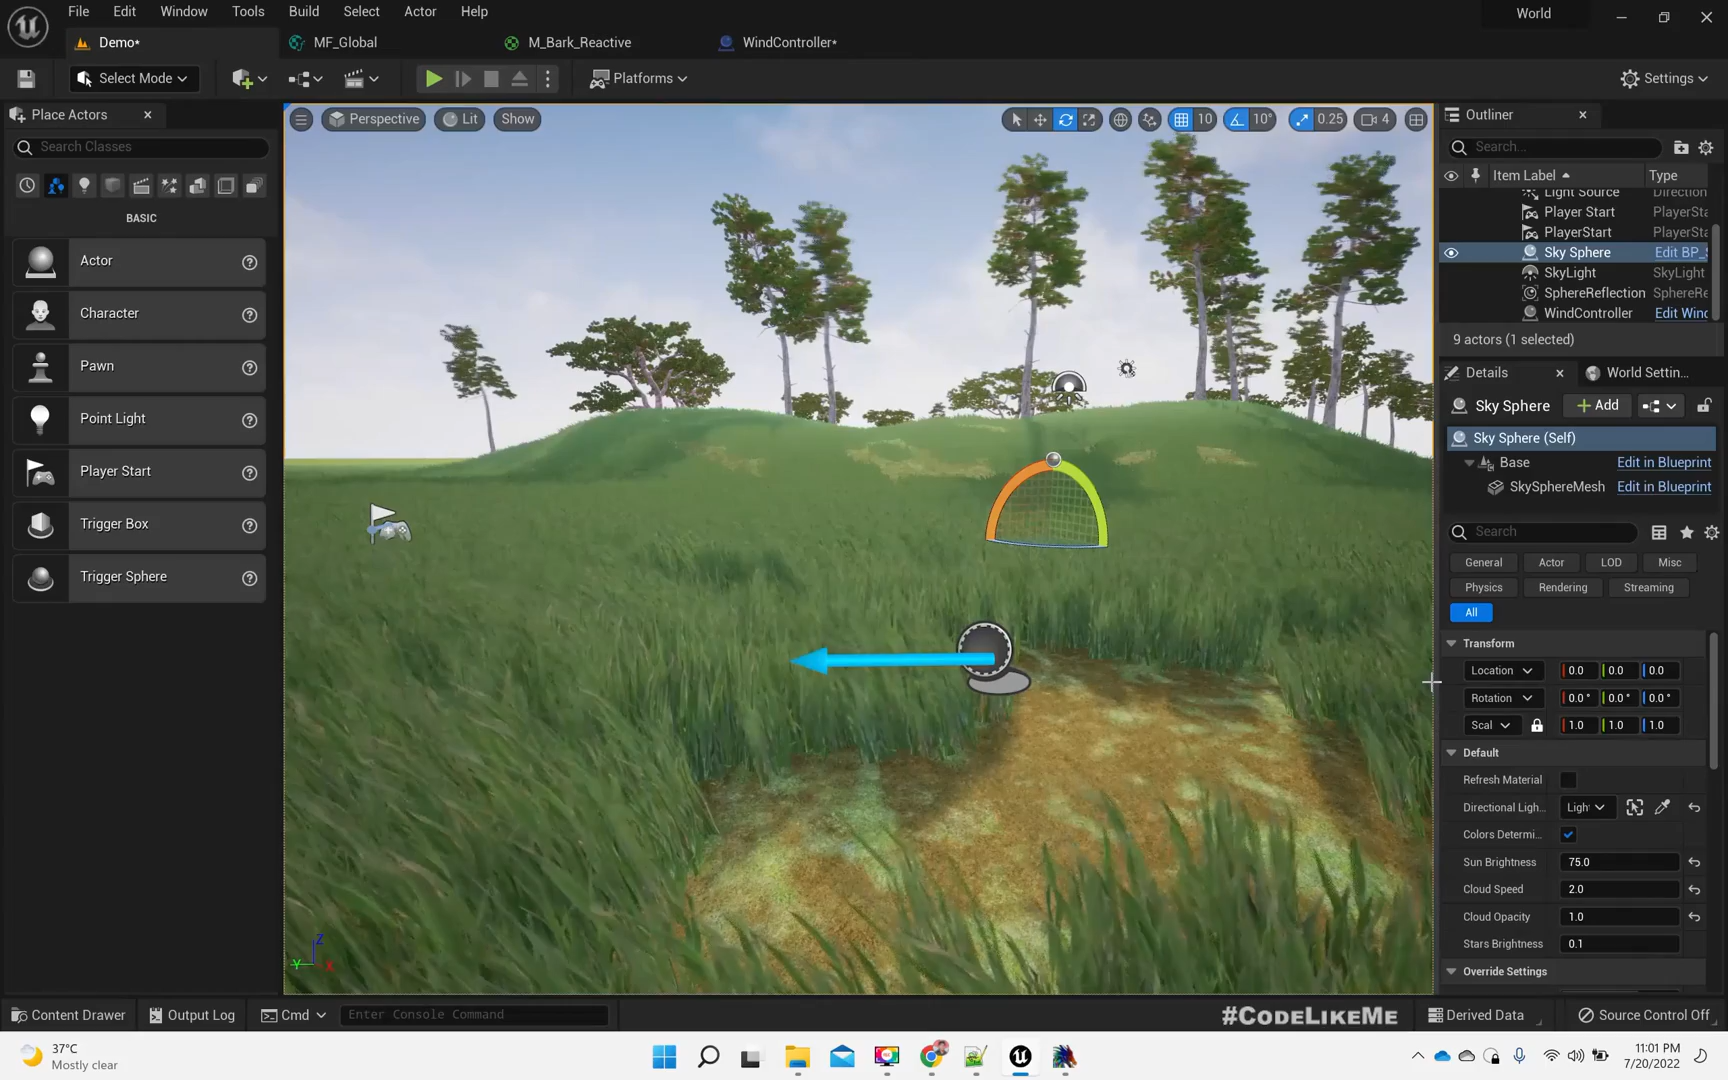 File Edit Window Tools Build Select Actor Help
World
Demo*
MF_Global
M_Bark_Reactive
WindController*
Select Mode
Platforms
Settings
Place Actors
Search Classes
BASIC
Actor
Character
Pawn
Point Light
Player Start
Trigger Box
Trigger Sphere
Perspective
Lit
Show
10
10°
0.25
4
Z
Y
X
Outliner
Search...
Item Label
Type
Light Source Direction
Player Start PlayerSta
PlayerStart PlayerSta
Sky Sphere Edit BP_S
SkyLight SkyLight
SphereReflection SphereRe
WindController Edit Wind
9 actors (1 selected)
Details
World Settin...
Sky Sphere
Add
Sky Sphere (Self)
Base Edit in Blueprint
SkySphereMesh Edit in Blueprint
Search
General Actor LOD Misc
Physics Rendering Streaming
All
Transform
Location 0.0 0.0 0.0
Rotation 0.0° 0.0° 0.0°
Scal 1.0 1.0 1.0
Default
Refresh Material
Directional Ligh... Ligh
Colors Determi...
Sun Brightness 75.0
Cloud Speed 2.0
Cloud Opacity 1.0
Stars Brightness 0.1
Override Settings
Content Drawer
Output Log
Cmd
Enter Console Command
#CODELIKEME
Derived Data
Source Control Off
37°C
Mostly clear
11:01 PM
7/20/2022